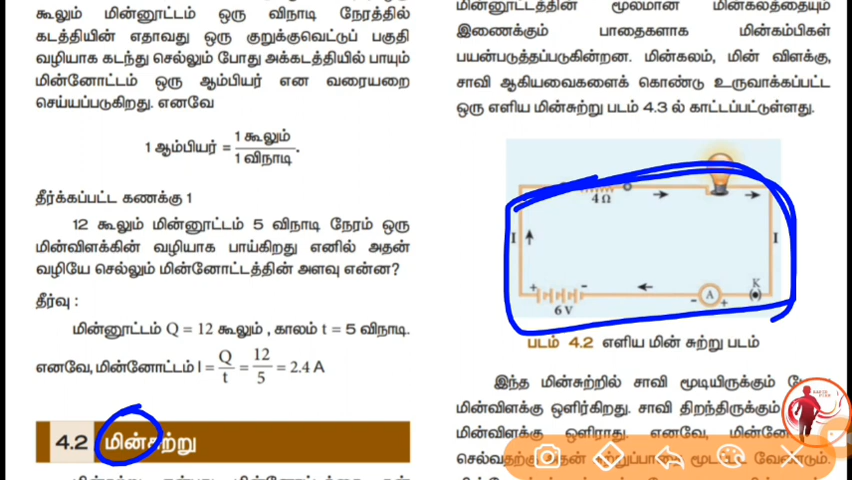 கூலும் மின்னூட்டம் ஒரு விநாடி நேரத்தில்
கடத்தியின் எதாவது ஒரு குறுக்குவெட்டுப் பகுதி
வழியாக கடந்து செல்லும் போது அக்கடத்தியில் பாயும்
மின்னோட்டம் ஒரு ஆம்பியர் என வரையறை
செய்யப்படுகிறது. எனவே
1 ஆம்பியர் = 1 கூலும் / 1 விநாடி.
தீர்க்கப்பட்ட கணக்கு 1
12 கூலும் மின்னூட்டம் 5 விநாடி நேரம் ஒரு
மின்விளக்கின் வழியாக பாய்கிறது எனில் அதன்
வழியே செல்லும் மின்னோட்டத்தின் அளவு என்ன?
தீர்வு :
மின்னூட்டம் Q = 12 கூலும் , காலம் t = 5 விநாடி.
எனவே, மின்னோட்டம் I = Q/t = 12/5 = 2.4 A
4.2 மின்சுற்று
மின்னூட்டத்தின் மூலமான மின்கலத்தையும்
இணைக்கும் பாதைகளாக மின்கம்பிகள்
பயன்படுத்தப்படுகின்றன. மின்கலம், மின் விளக்கு,
சாவி ஆகியவைகளைக் கொண்டு உருவாக்கப்பட்ட
ஒரு எளிய மின்சுற்று படம் 4.3 ல் காட்டப்பட்டுள்ளது.
4 Ω
I
I
K
+ -
- A +
6 V
படம் 4.2 எளிய மின் சுற்று படம்
இந்த மின்சுற்றில் சாவி மூடியிருக்கும்
மின்விளக்கு ஒளிர்கிறது. சாவி திறந்திருக்கும்
மின்விளக்கு ஒளிராது. எனவே,
செல்வதற்கு அதன் சுற்றுப்பாதை மூடப்பட வேண்டும்.